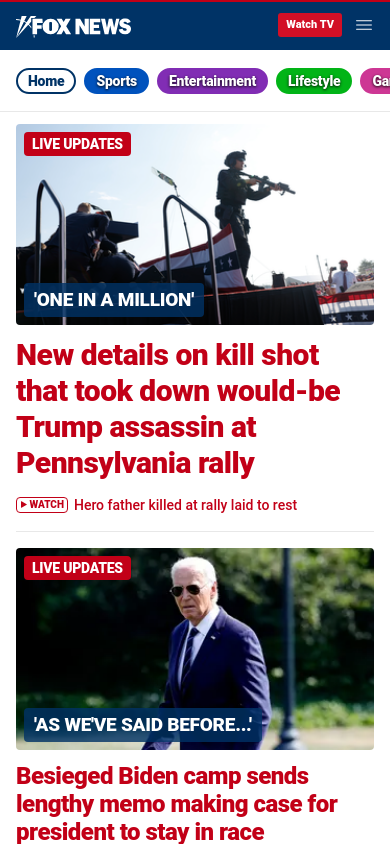 FOX NEWS
Watch TV
Home
Sports
Entertainment
Lifestyle
LIVE UPDATES
'ONE IN A MILLION'
New details on kill shot
that took down would-be
Trump assassin at
Pennsylvania rally
WATCH Hero father killed at rally laid to rest
LIVE UPDATES
'AS WE'VE SAID BEFORE...'
Besieged Biden camp sends
lengthy memo making case for
president to stay in race